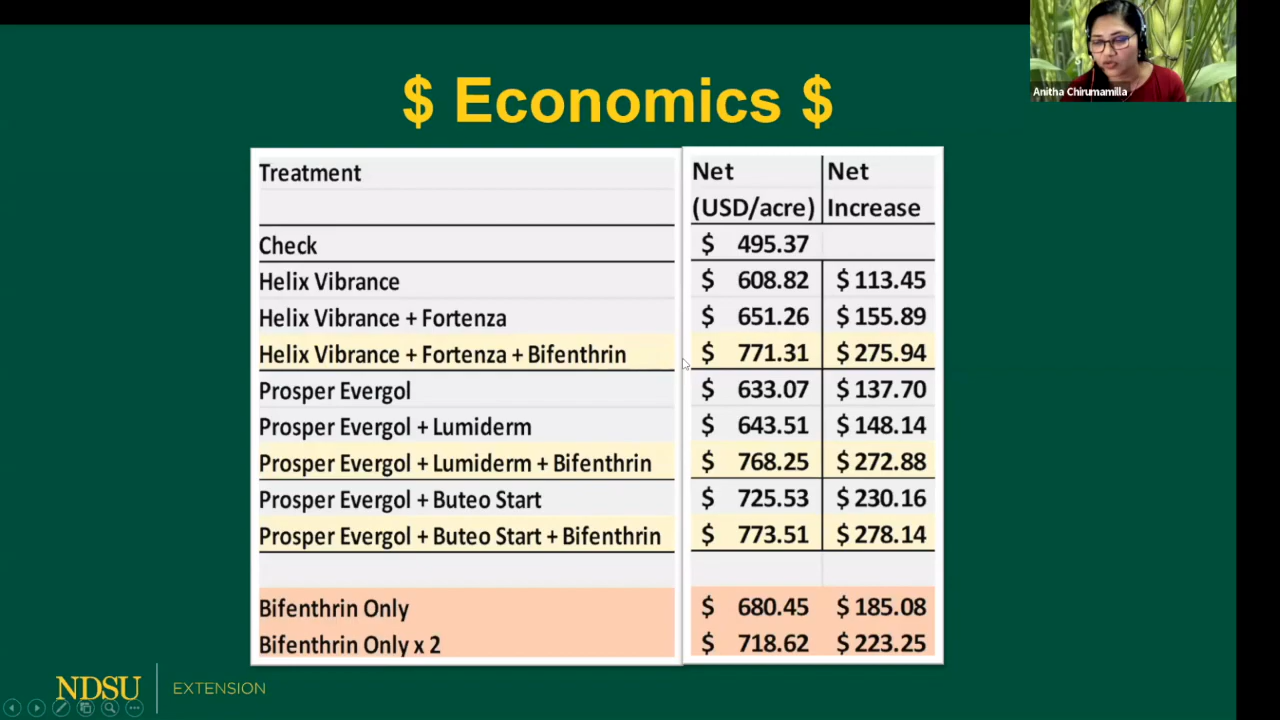 Anitha Chirumamilla
$ Economics $
Treatment Net (USD/acre) Net Increase
Check $ 495.37
Helix Vibrance $ 608.82 $ 113.45
Helix Vibrance + Fortenza $ 651.26 $ 155.89
Helix Vibrance + Fortenza + Bifenthrin $ 771.31 $ 275.94
Prosper Evergol $ 633.07 $ 137.70
Prosper Evergol + Lumiderm $ 643.51 $ 148.14
Prosper Evergol + Lumiderm + Bifenthrin $ 768.25 $ 272.88
Prosper Evergol + Buteo Start $ 725.53 $ 230.16
Prosper Evergol + Buteo Start + Bifenthrin $ 773.51 $ 278.14
Bifenthrin Only $ 680.45 $ 185.08
Bifenthrin Only x 2 $ 718.62 $ 223.25
NDSU EXTENSION